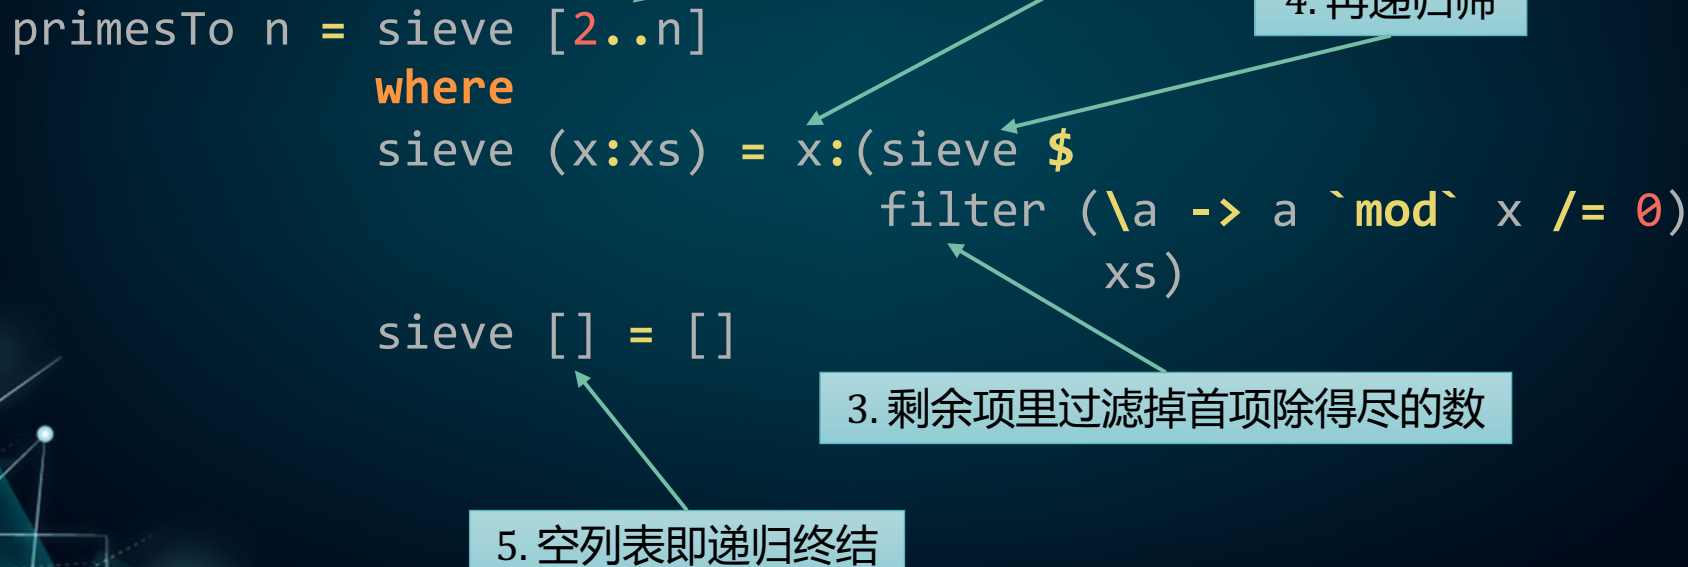 4. 再递归筛
primesTo n = sieve [2..n]
where
sieve (x:xs) = x:(sieve $
filter (\a -> a `mod` x /= 0)
xs)
sieve [] = []
3. 剩余项里过滤掉首项除得尽的数
5. 空列表即递归终结